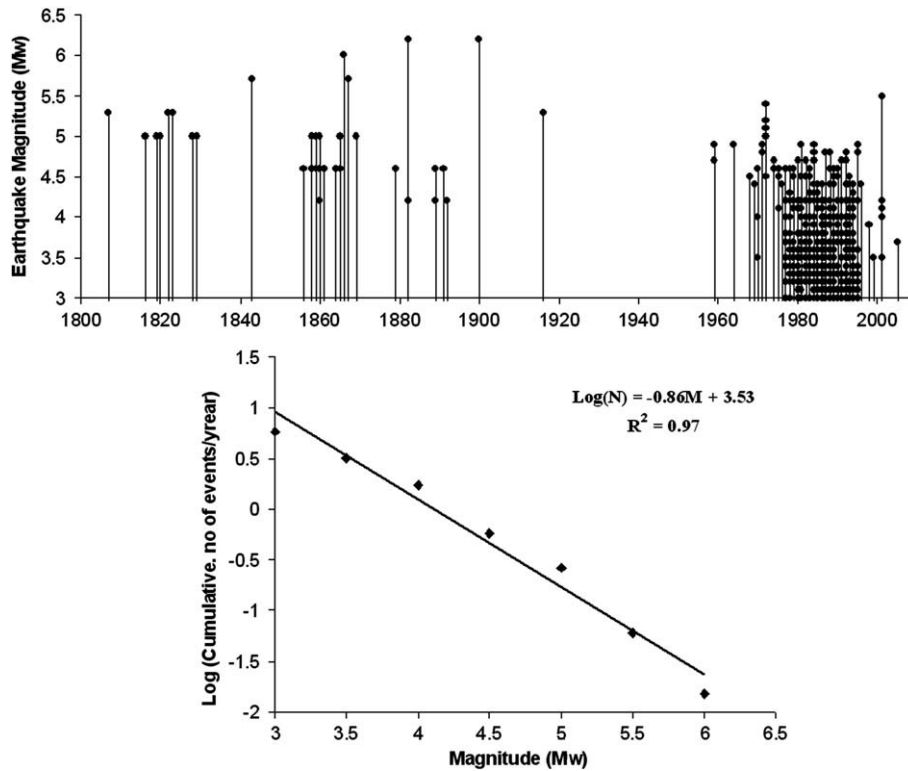 6.5
6
5.5
5
4.5
4
3.5
3
Earthquake Magnitude (Mw)
1800 1820 1840 1860 1880 1900 1920 1940 1960 1980 2000
1.5
1
0.5
0
-0.5
-1
-1.5
-2
Log (Cumulative. no of events/yrear)
Log(N) = -0.86M + 3.53
R² = 0.97
3 3.5 4 4.5 5 5.5 6 6.5
Magnitude (Mw)